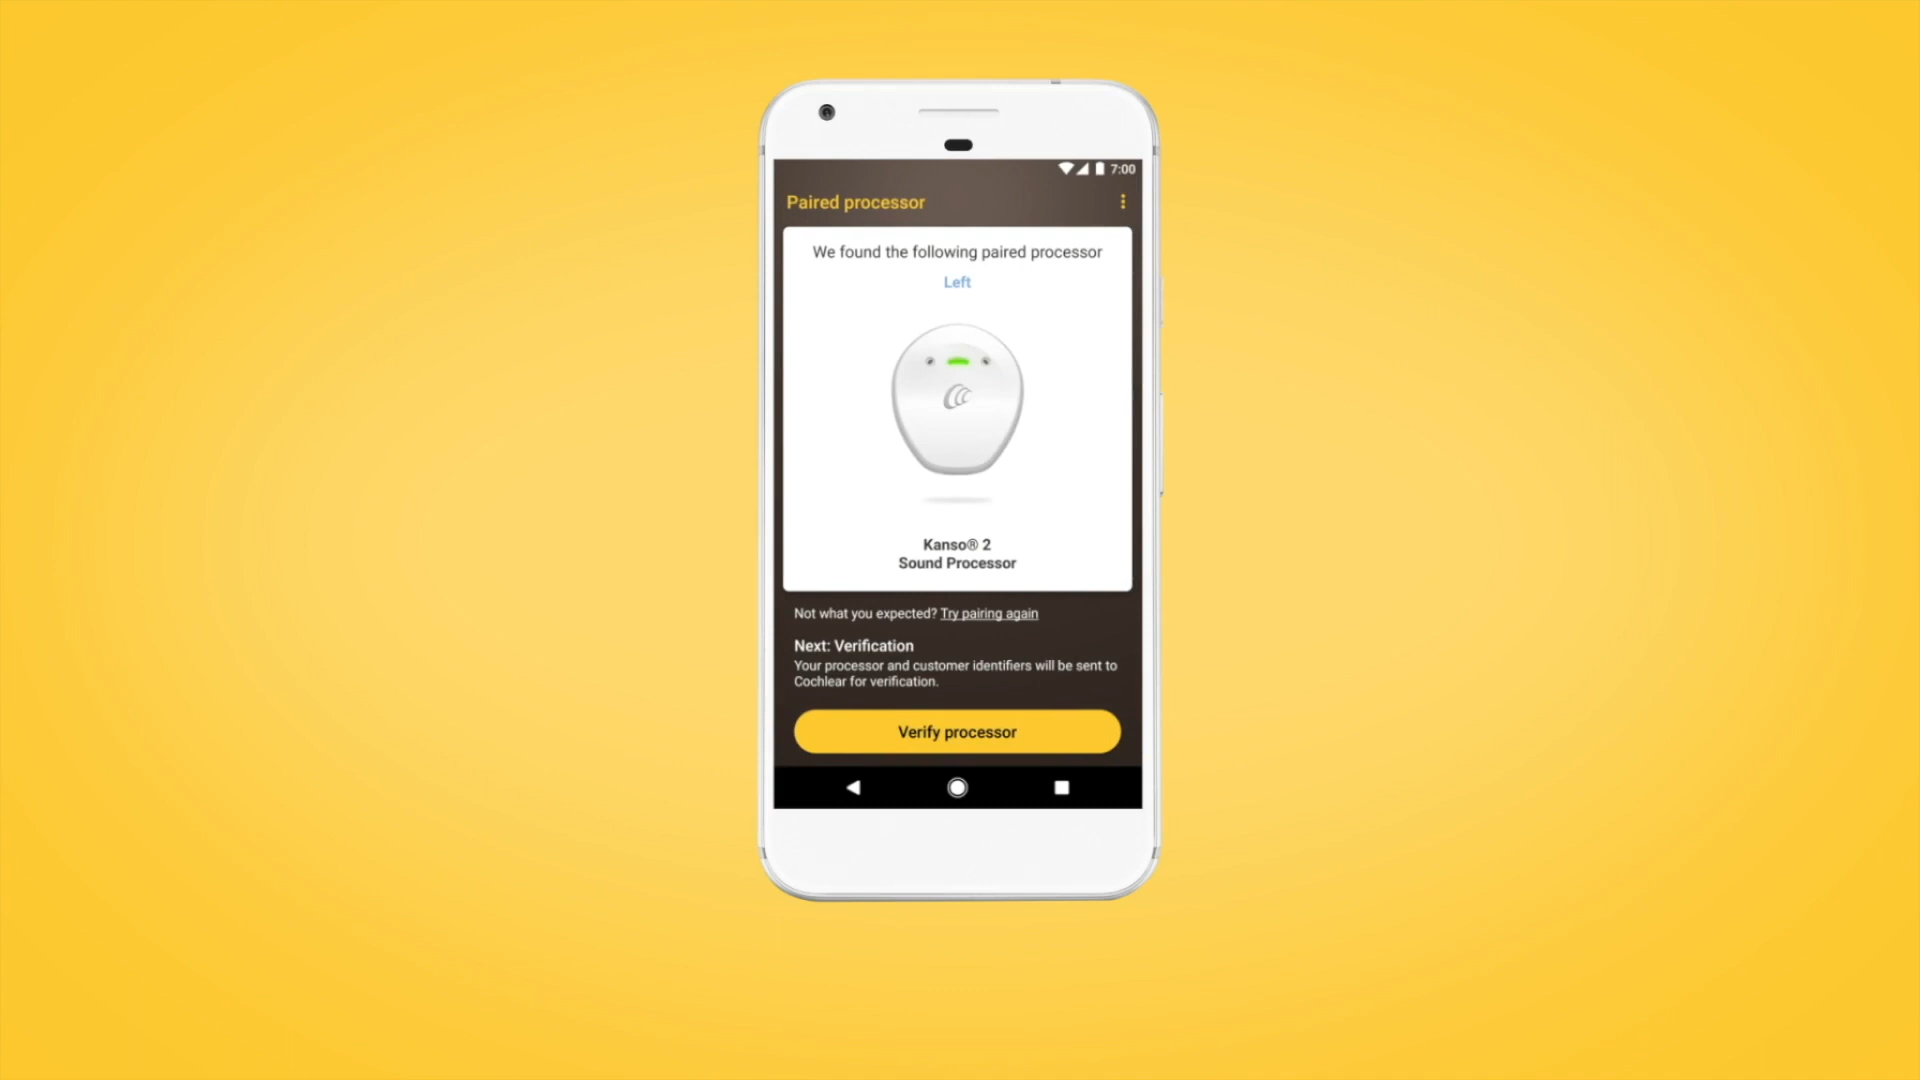 7:00
Paired processor
We found the following paired processor
Left
Kanso® 2
Sound Processor
Not what you expected? Try pairing again
Next: Verification
Your processor and customer identifiers will be sent to
Cochlear for verification.
Verify processor